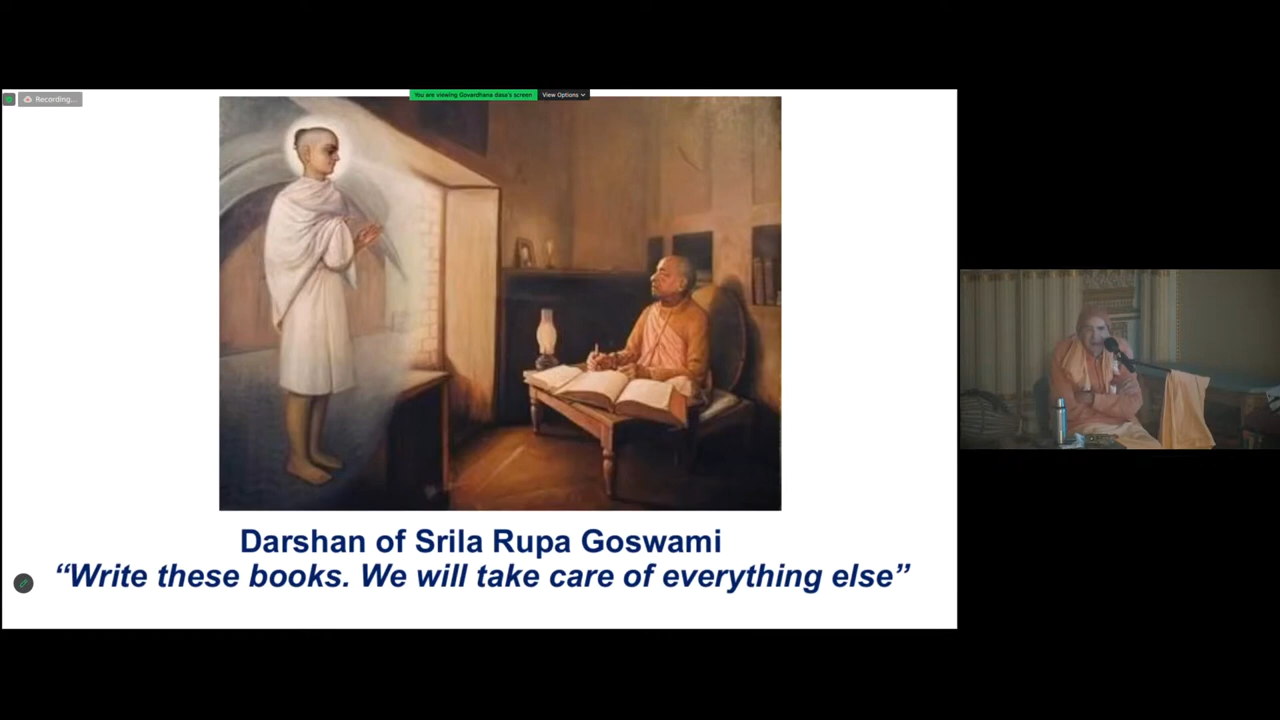 Recording...
You are viewing Govardhana dasa's screen
View Options
Darshan of Srila Rupa Goswami
“Write these books. We will take care of everything else”